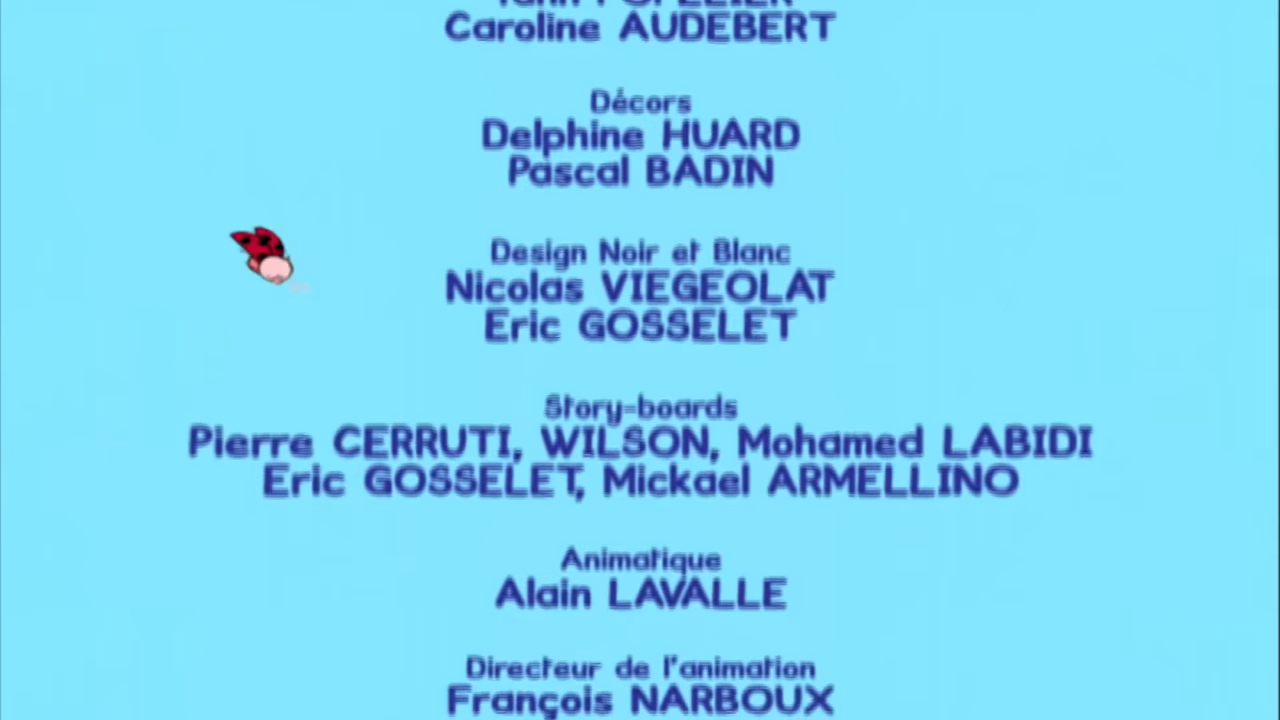 Caroline AUDEBERT
Décors
Delphine HUARD
Pascal BADIN
Design Noir et Blanc
Nicolas VIEGEOLAT
Eric GOSSELET
Story-boards
Pierre CERRUTI, WILSON, Mohamed LABIDI
Eric GOSSELET, Mickael ARMELLINO
Animatique
Alain LAVALLE
Directeur de l'animation
François NARBOUX